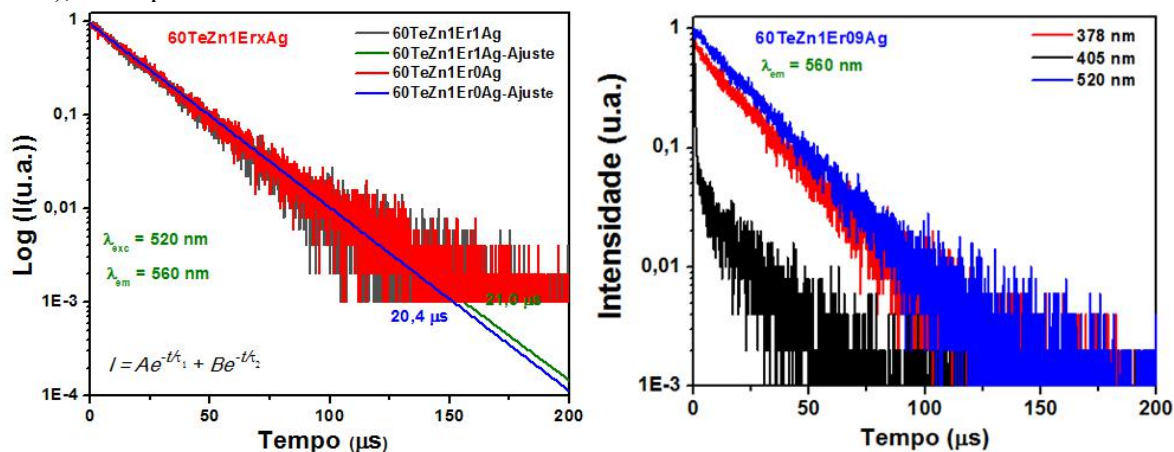 1
0.1
0,01
1E-3
1E-4
Log (I(u.a.))
60TeZn1ErxAg
60TeZn1Er1Ag
60TeZn1Er1Ag-Ajuste
60TeZn1Er0Ag
60TeZn1Er0Ag-Ajuste
λexc = 520 nm
λem = 560 nm
21,0 µs
20,4 µs
I = Ae^-t/τ1 + Be^-t/τ2
0 50 100 150 200
Tempo (µs)
1
0,1
0,01
1E-3
Intensidade (u.a.)
60TeZn1Er09Ag
λem = 560 nm
378 nm
405 nm
520 nm
0 50 100 150 200
Tempo (µs)